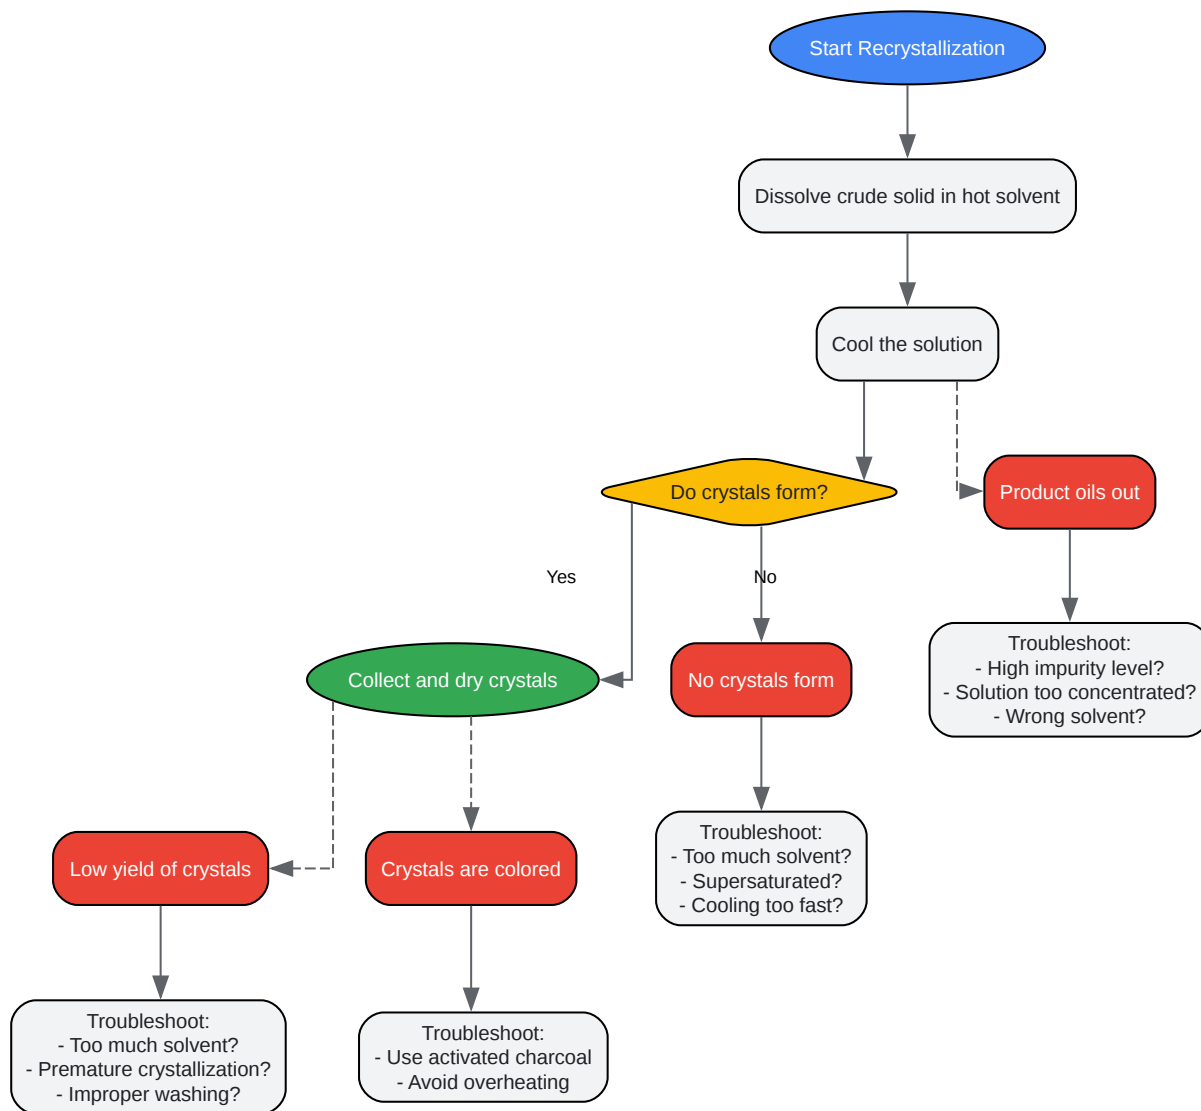 Start Recrystallization
Dissolve crude solid in hot solvent
Cool the solution
Do crystals form?
Product oils out
Yes
No
Troubleshoot:
- High impurity level?
- Solution too concentrated?
- Wrong solvent?
Collect and dry crystals
No crystals form
Troubleshoot:
- Too much solvent?
- Supersaturated?
- Cooling too fast?
Low yield of crystals
Crystals are colored
Troubleshoot:
- Too much solvent?
- Premature crystallization?
- Improper washing?
Troubleshoot:
- Use activated charcoal
- Avoid overheating